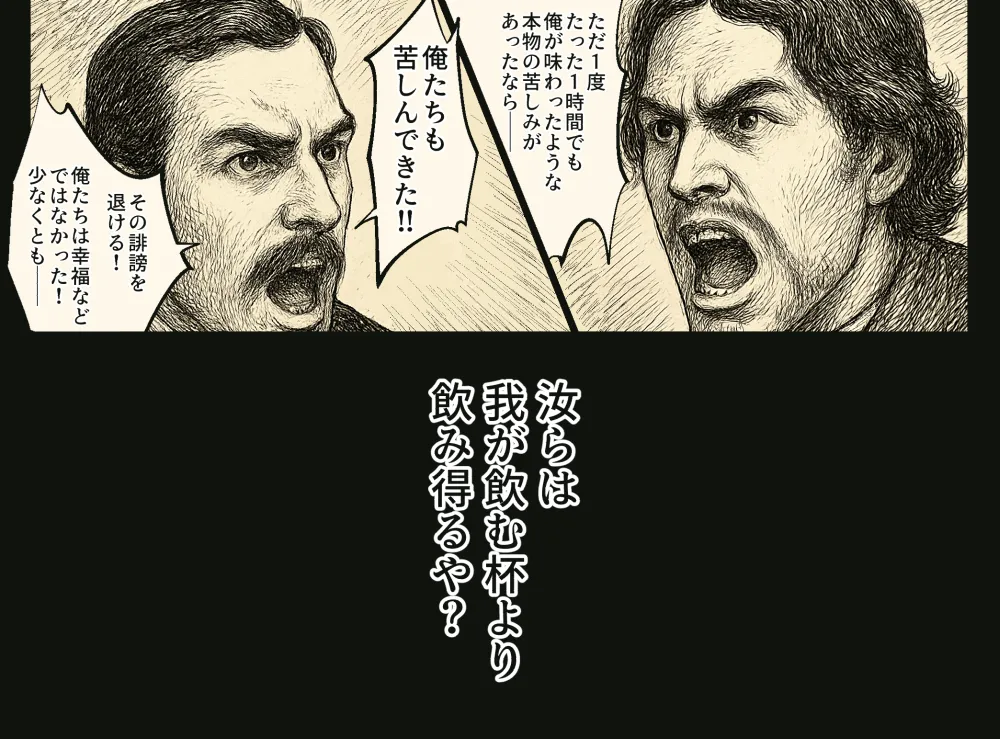 ただ1度
たった1時間でも
俺が味わったような
本物の苦しみが
あったなら――
俺たちも
苦しんできた!!
その誹謗を
退ける!
俺たちは幸福など
ではなかった!
少なくとも――
汝らは
我が飲む杯より
飲み得るや?